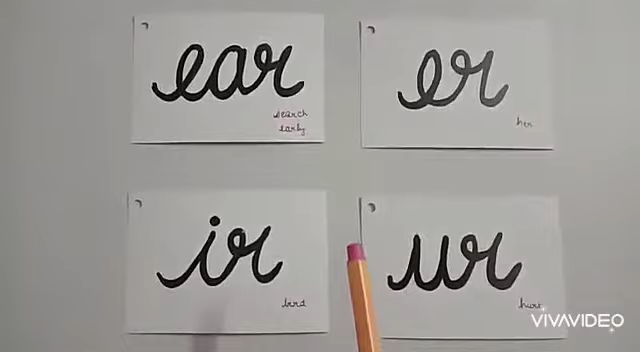 ear
search
early
er
her
ir
bird
ur
hurt
VIVAVIDEO